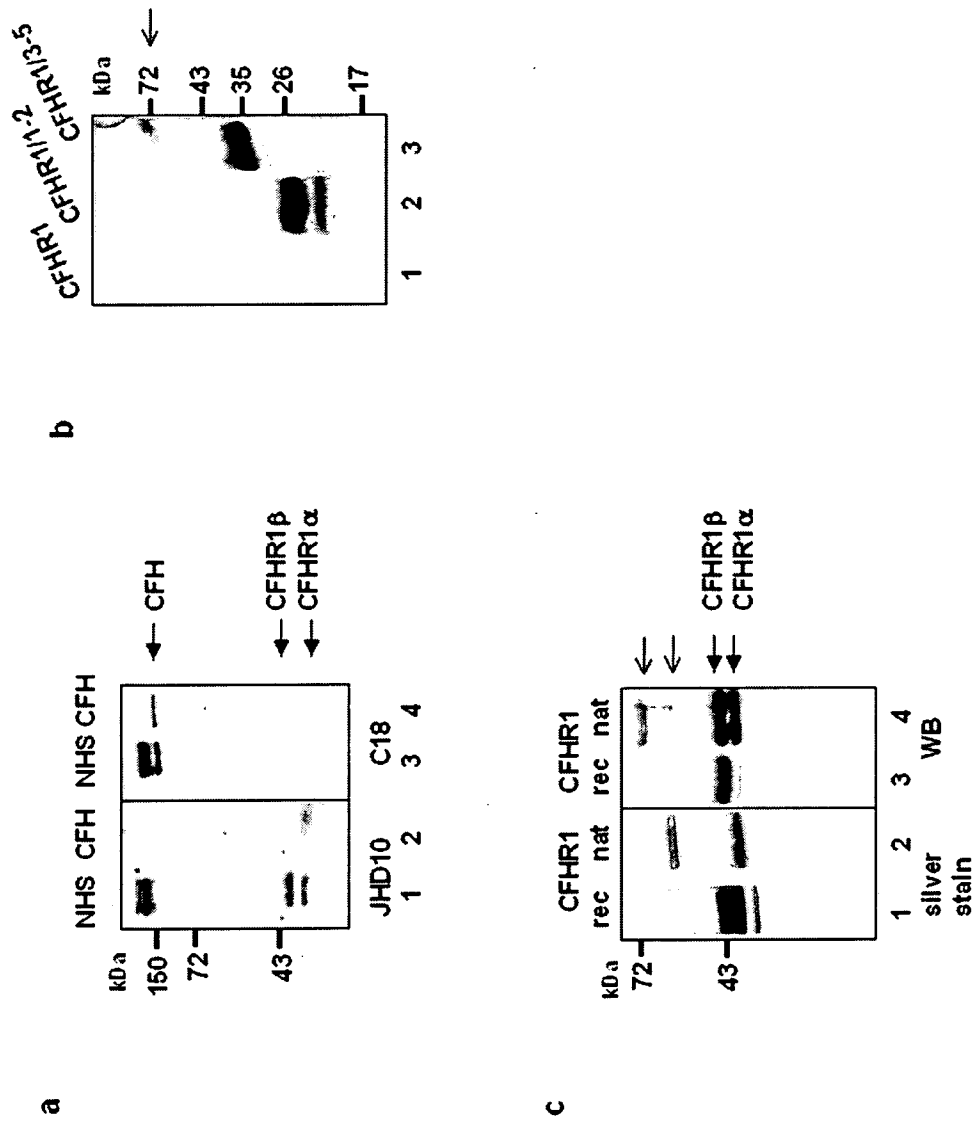 a
NHS CFH NHS CFH
kDa
150
72
43
CFH
CFHR1β
CFHR1α
1 2 3 4
JHD10 C18
b
CFHR1 CFHR1/1-2 CFHR1/3-5
kDa
72
43
35
26
17
1 2 3
c
CFHR1 CFHR1
rec nat rec nat
kDa
72
43
CFHR1β
CFHR1α
1 2 3 4
silver WB
stain